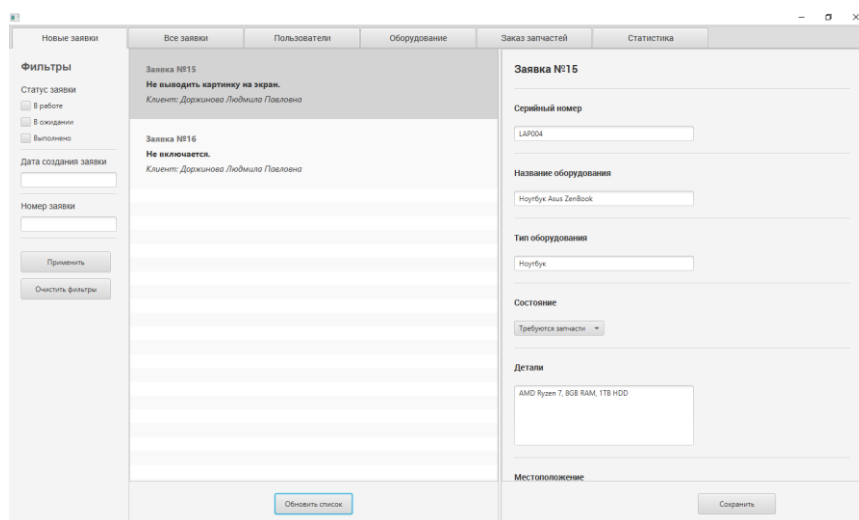 Новые заявки
Все заявки
Пользователи
Оборудование
Заказ запчастей
Статистика
Фильтры
Статус заявки
В работе
В ожидании
Выполнено
Дата создания заявки
Номер заявки
Применить
Очистить фильтры
Заявка №15
Не выводить картинку на экран.
Клиент: Доржинова Людмила Павловна
Заявка №16
Не включается.
Клиент: Доржинова Людмила Павловна
Обновить список
Заявка №15
Серийный номер
LAP004
Название оборудования
Ноутбук Asus ZenBook
Тип оборудования
Ноутбук
Состояние
Требуются запчасти
Детали
AMD Ryzen 7, 8GB RAM, 1TB HDD
Местоположение
Сохранить